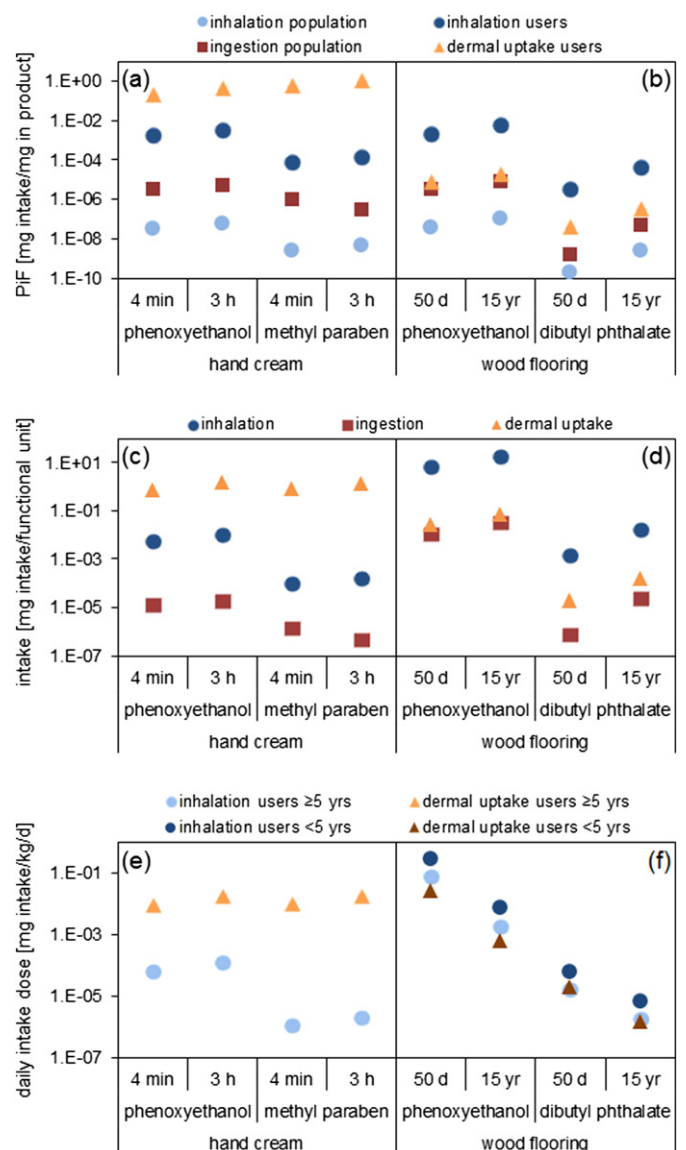 inhalation population inhalation users
ingestion population dermal uptake users
PiF [mg intake/mg in product]
1.E+00
1.E-02
1.E-04
1.E-06
1.E-08
1.E-10
(a) (b)
4 min 3 h 4 min 3 h 50 d 15 yr 50 d 15 yr
phenoxyethanol methyl paraben phenoxyethanol dibutyl phthalate
hand cream wood flooring
inhalation ingestion dermal uptake
intake [mg intake/functional unit]
1.E+01
1.E-01
1.E-03
1.E-05
1.E-07
(c) (d)
4 min 3 h 4 min 3 h 50 d 15 yr 50 d 15 yr
phenoxyethanol methyl paraben phenoxyethanol dibutyl phthalate
hand cream wood flooring
inhalation users ≥5 yrs dermal uptake users ≥5 yrs
inhalation users <5 yrs dermal uptake users <5 yrs
daily intake dose [mg intake/kg/d]
1.E-01
1.E-03
1.E-05
1.E-07
(e) (f)
4 min 3 h 4 min 3 h 50 d 15 yr 50 d 15 yr
phenoxyethanol methyl paraben phenoxyethanol dibutyl phthalate
hand cream wood flooring